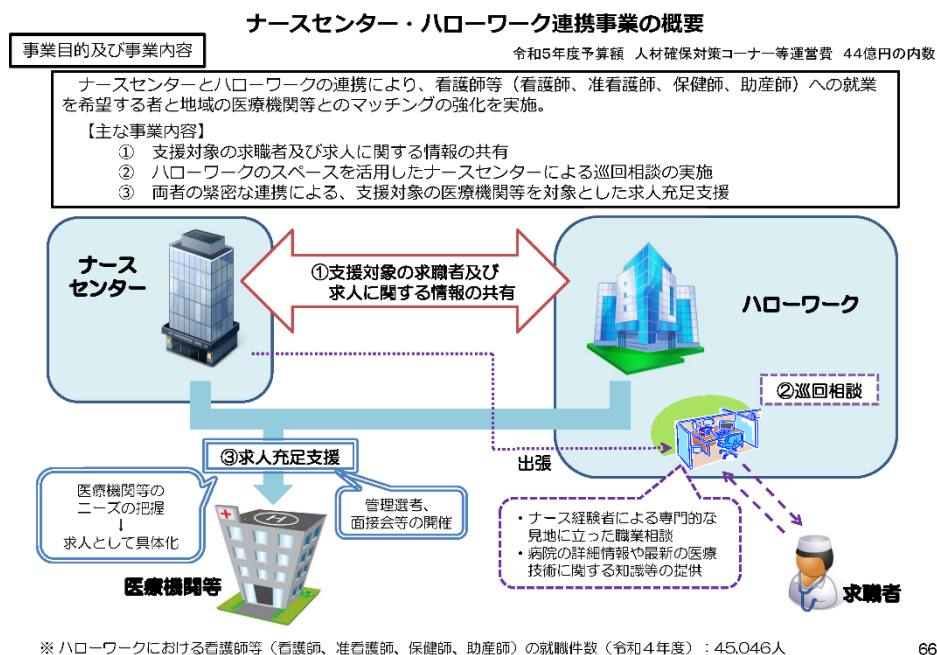 ナースセンター・ハローワーク連携事業の概要
事業目的及び事業内容
令和5年度予算額 人材確保対策コーナー等運営費 44億円の内数
ナースセンターとハローワークの連携により、看護師等（看護師、准看護師、保健師、助産師）への就業
を希望する者と地域の医療機関等とのマッチングの強化を実施。
【主な事業内容】
① 支援対象の求職者及び求人に関する情報の共有
② ハローワークのスペースを活用したナースセンターによる巡回相談の実施
③ 両者の緊密な連携による、支援対象の医療機関等を対象とした求人充足支援
ナース
センター
①支援対象の求職者及び
求人に関する情報の共有
ハローワーク
②巡回相談
出張
③求人充足支援
医療機関等の
ニーズの把握
↓
求人として具体化
管理選考、
面接会等の開催
医療機関等
・ナース経験者による専門的な
見地に立った職業相談
・病院の詳細情報や最新の医療
技術に関する知識等の提供
求職者
※ ハローワークにおける看護師等（看護師、准看護師、保健師、助産師）の就職件数（令和4年度）：45,046人
66